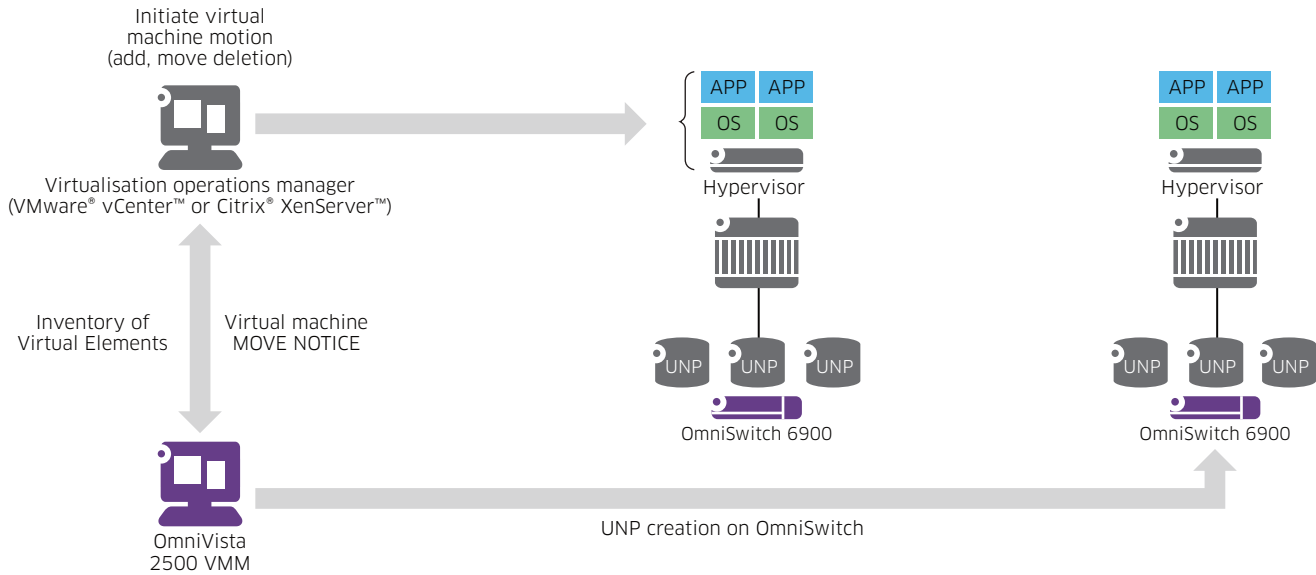 Initiate virtual
machine motion
(add, move deletion)
Virtualisation operations manager
(VMware® vCenter™ or Citrix® XenServer™)
Inventory of
Virtual Elements
Virtual machine
MOVE NOTICE
OmniVista
2500 VMM
APP APP
OS OS
Hypervisor
UNP UNP UNP
OmniSwitch 6900
APP APP
OS OS
Hypervisor
UNP UNP UNP
OmniSwitch 6900
UNP creation on OmniSwitch